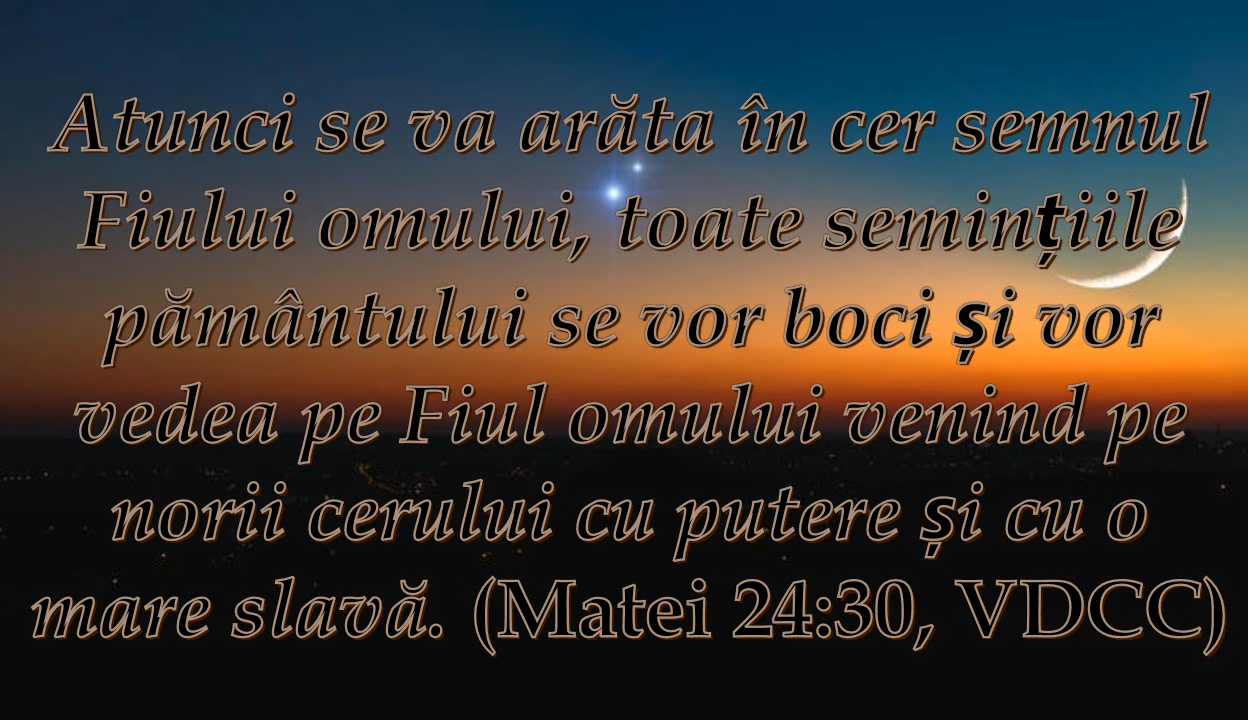 Atunci se va arăta în cer semnul
Fiului omului, toate semințiile
pământului se vor boci și vor
vedea pe Fiul omului venind pe
norii cerului cu putere și cu o
mare slavă. (Matei 24:30, VDCC)